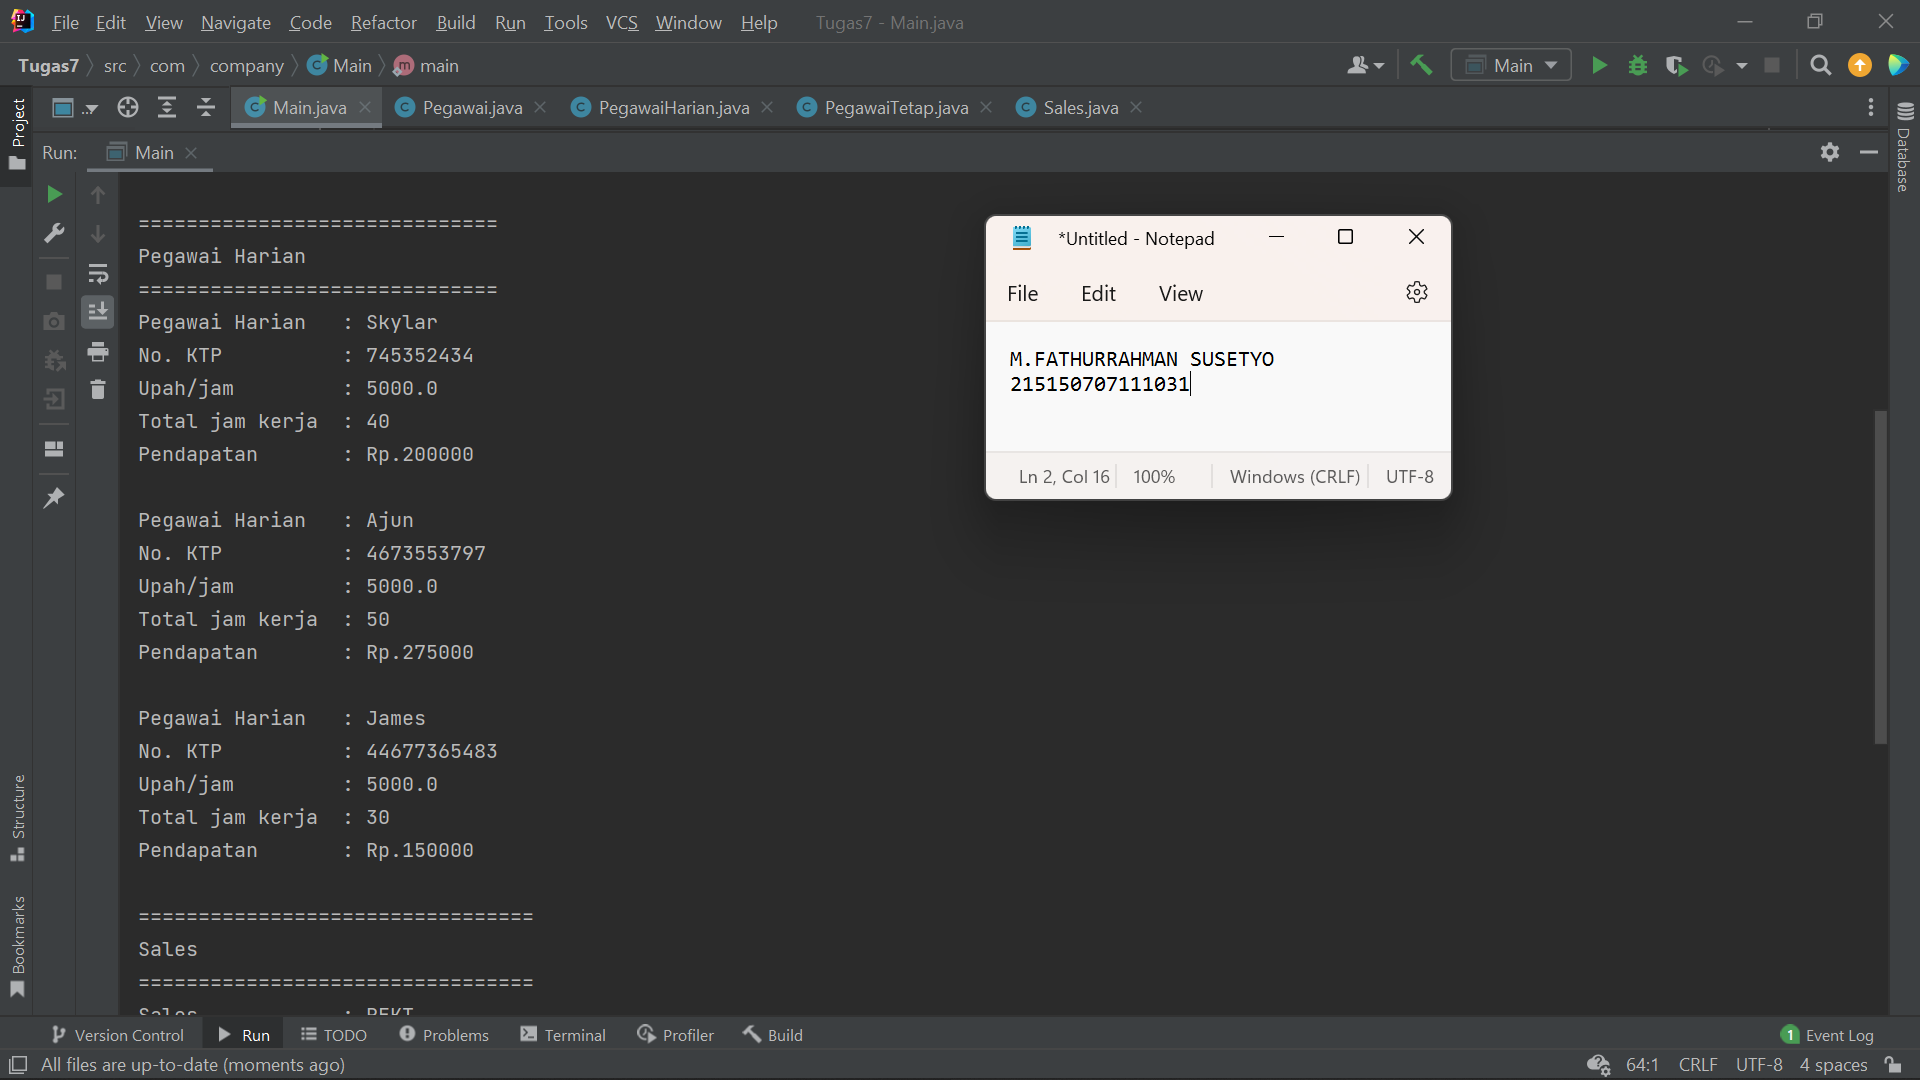 File Edit View Navigate Code Refactor Build Run Tools VCS Window Help Tugas7 - Main.java
Tugas7 src com company Main main
Main
Project
Main.java Pegawai.java PegawaiHarian.java PegawaiTetap.java Sales.java
Database
Run: Main
==============================
Pegawai Harian
==============================
Pegawai Harian : Skylar
No. KTP : 745352434
Upah/jam : 5000.0
Total jam kerja : 40
Pendapatan : Rp.200000
Pegawai Harian : Ajun
No. KTP : 4673553797
Upah/jam : 5000.0
Total jam kerja : 50
Pendapatan : Rp.275000
Pegawai Harian : James
No. KTP : 44677365483
Upah/jam : 5000.0
Total jam kerja : 30
Pendapatan : Rp.150000
=================================
Sales
=================================
Sales :
*Untitled - Notepad
File Edit View
M.FATHURRAHMAN SUSETYO
215150707111031
Ln 2, Col 16 100% Windows (CRLF) UTF-8
Structure
Bookmarks
Version Control Run TODO Problems Terminal Profiler Build 1 Event Log
All files are up-to-date (moments ago) 64:1 CRLF UTF-8 4 spaces